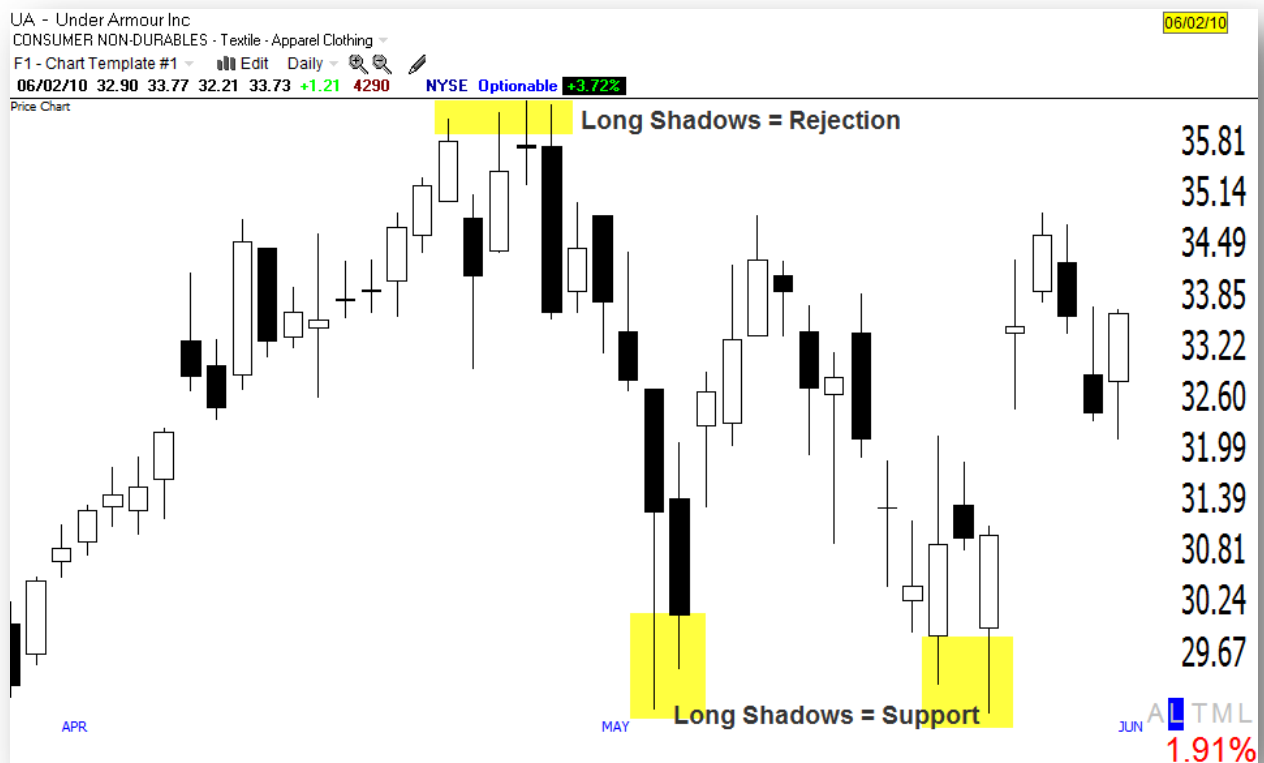 UA - Under Armour Inc
06/02/10
CONSUMER NON-DURABLES - Textile - Apparel Clothing
F1 - Chart Template #1 Edit Daily
06/02/10 32.90 33.77 32.21 33.73 +1.21 4290 NYSE Optionable +3.72%
Price Chart
Long Shadows = Rejection
35.81
35.14
34.49
33.85
33.22
32.60
31.99
31.39
30.81
30.24
29.67
Long Shadows = Support
APR MAY JUN
A L T M L
1.91%